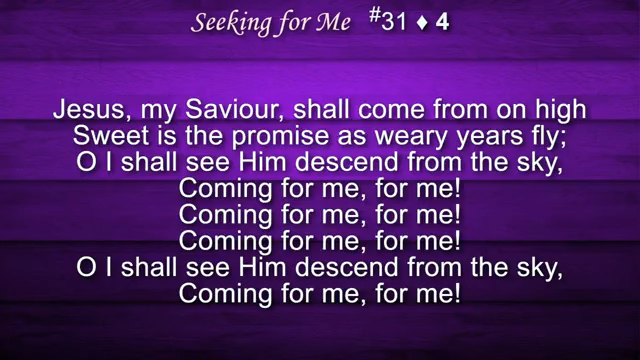 Seeking for Me #31 ♦ 4
Jesus, my Saviour, shall come from on high
Sweet is the promise as weary years fly;
O I shall see Him descend from the sky,
Coming for me, for me!
Coming for me, for me!
Coming for me, for me!
O I shall see Him descend from the sky,
Coming for me, for me!